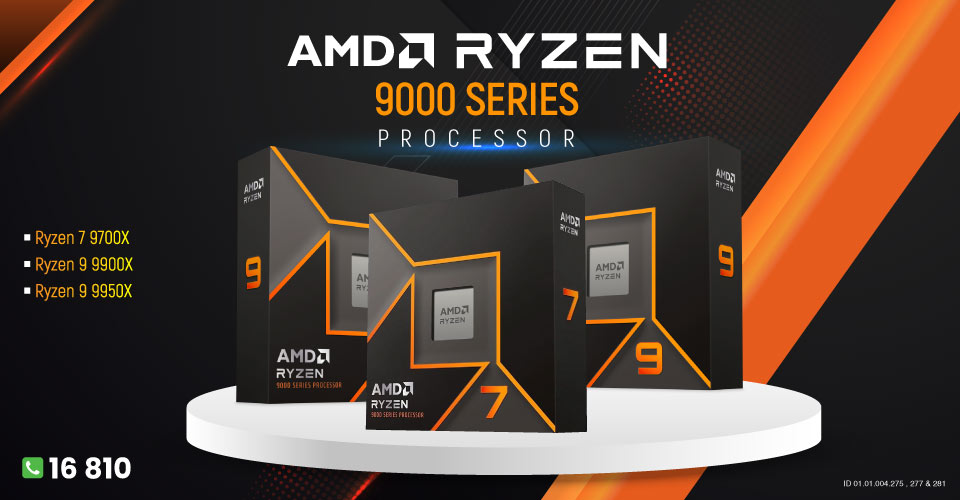 AMD RYZEN
9000 SERIES
PROCESSOR
Ryzen 7 9700X
Ryzen 9 9900X
Ryzen 9 9950X
AMD
RYZEN
9
AMD
RYZEN
AMD
RYZEN
9000 SERIES PROCESSOR
AMD
RYZEN
7
AMD
RYZEN
AMD
RYZEN
9000 SERIES PROCESSOR
7
AMD
RYZEN
9
AMD
RYZEN
9
16 810
ID 01.01.004.275 , 277 & 281